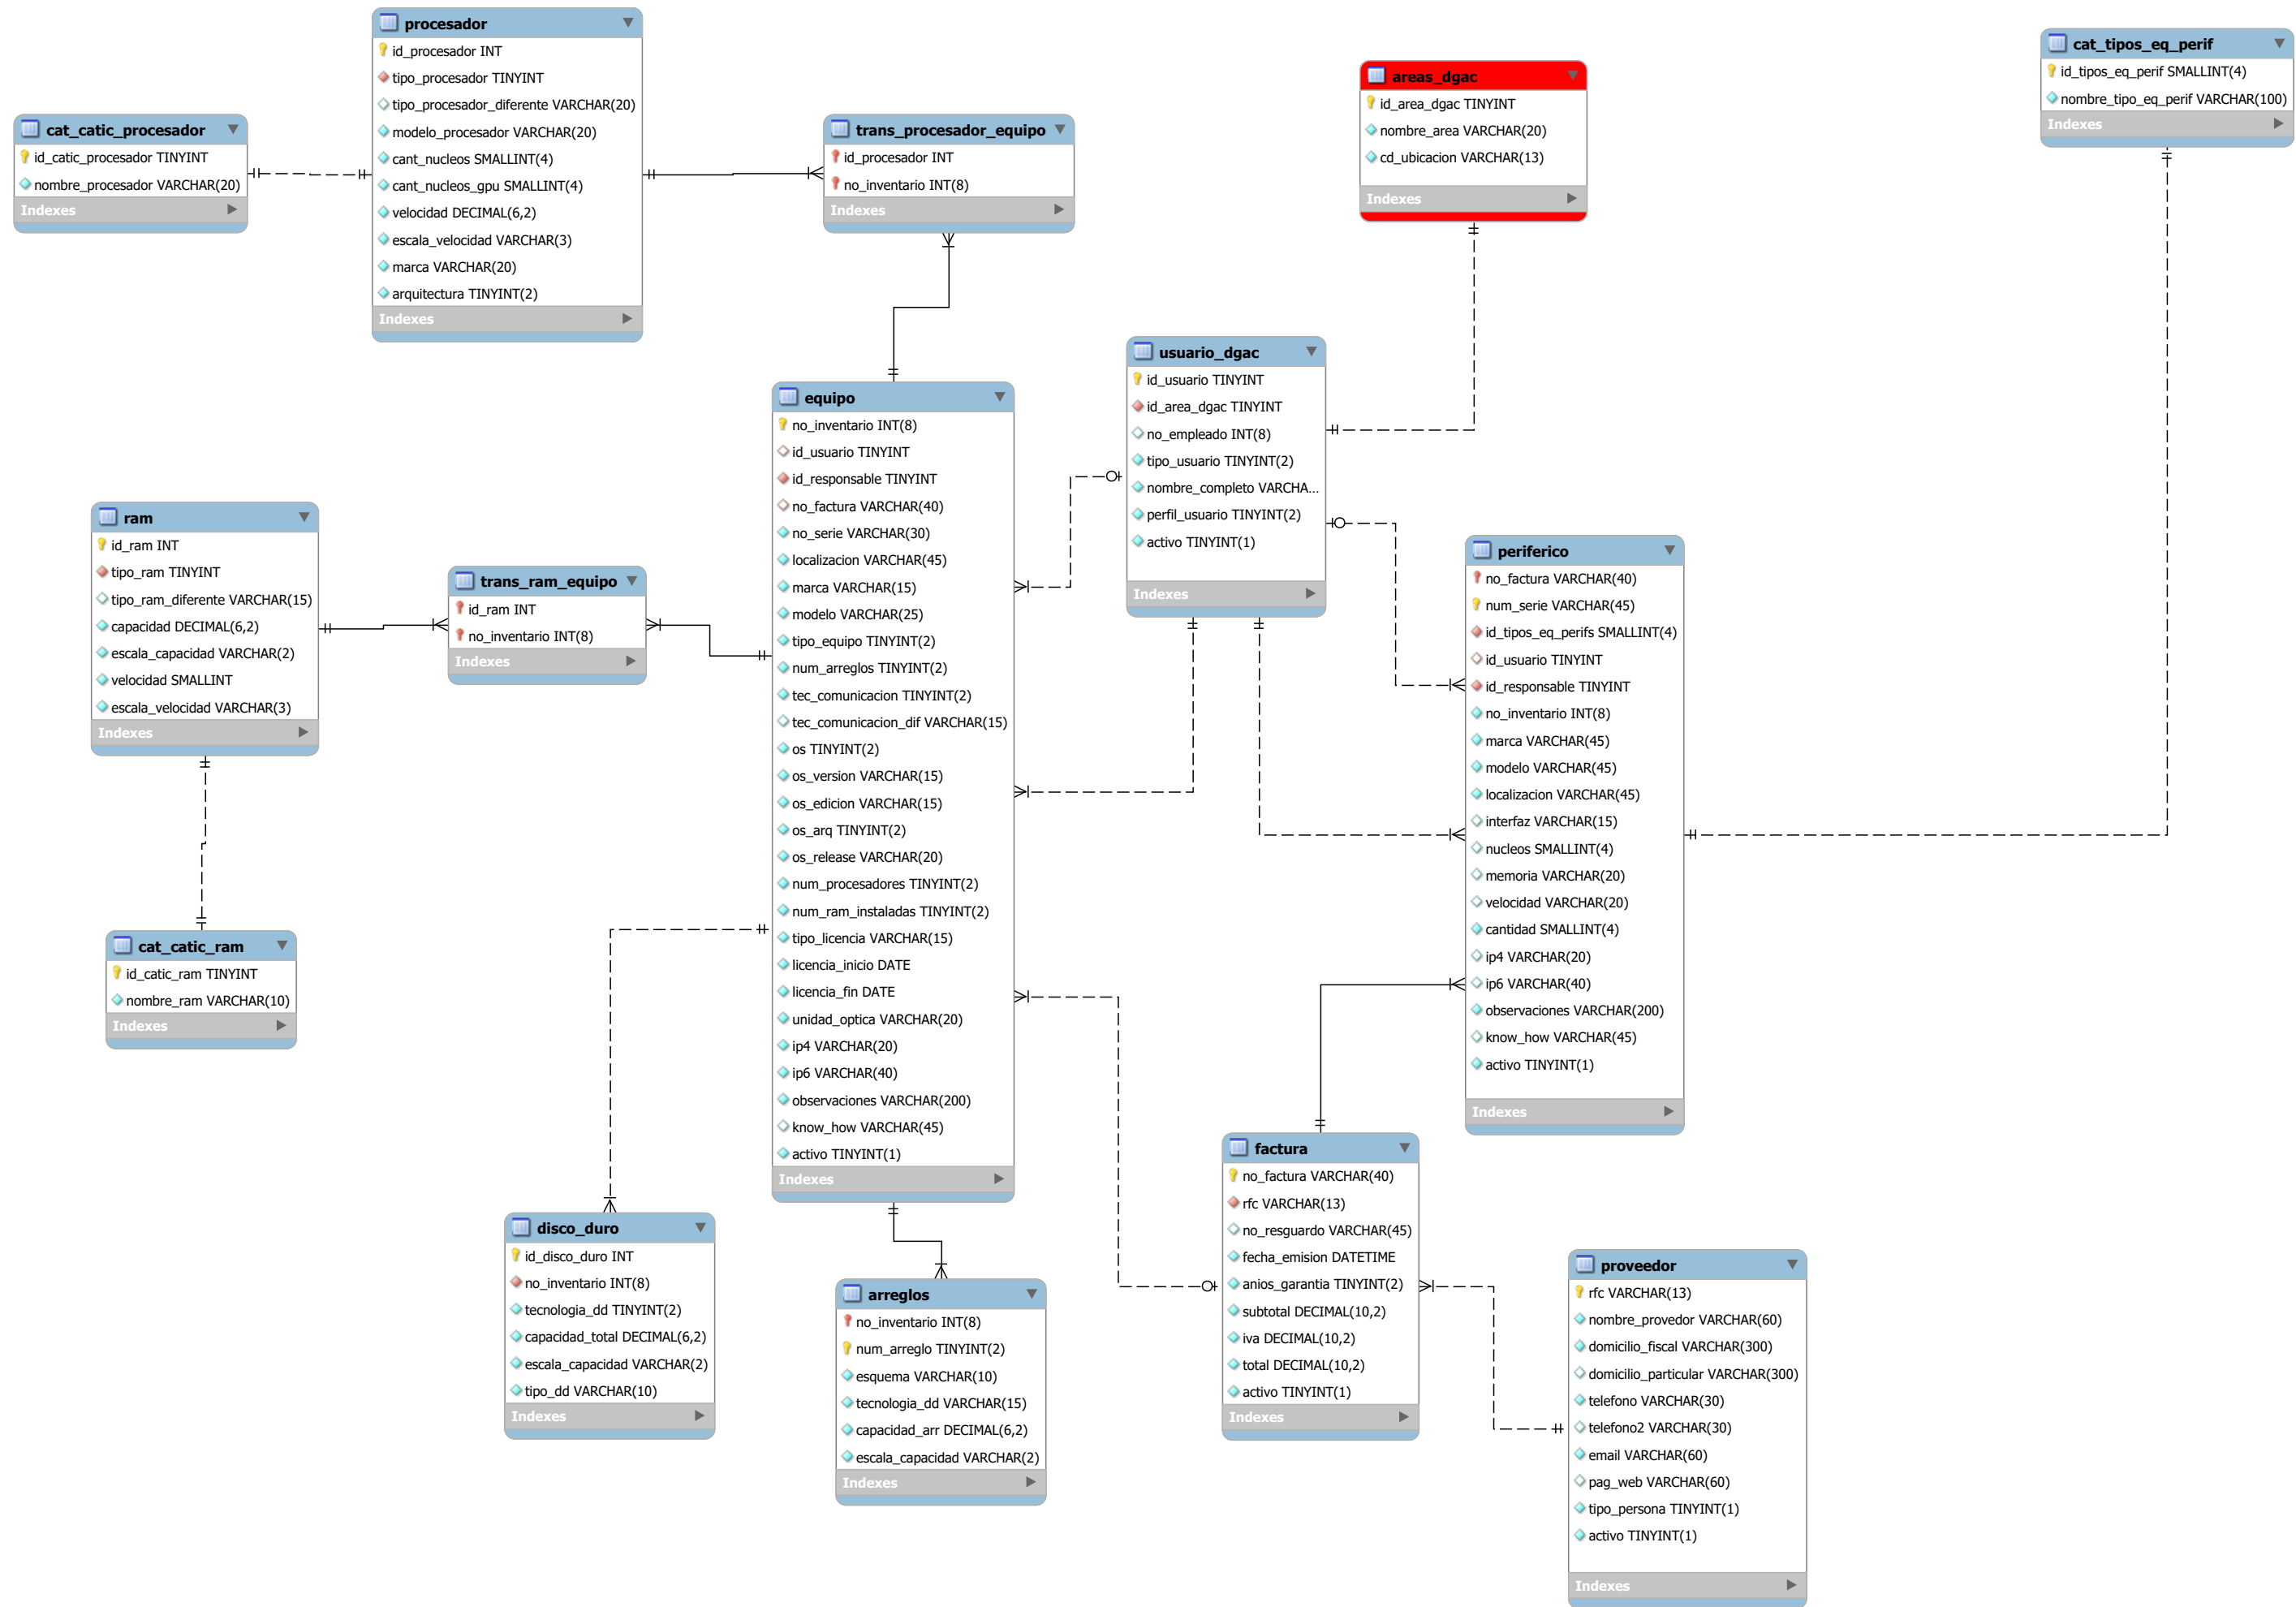 procesador
id_procesador INT
tipo_procesador TINYINT
tipo_procesador_diferente VARCHAR(20)
modelo_procesador VARCHAR(20)
cant_nucleos SMALLINT(4)
cant_nucleos_gpu SMALLINT(4)
velocidad DECIMAL(6,2)
escala_velocidad VARCHAR(3)
marca VARCHAR(20)
arquitectura TINYINT(2)
Indexes
cat_tipos_eq_perif
id_tipos_eq_perif SMALLINT(4)
nombre_tipo_eq_perif VARCHAR(100)
Indexes
areas_dgac
id_area_dgac TINYINT
nombre_area VARCHAR(20)
cd_ubicacion VARCHAR(13)
Indexes
cat_catic_procesador
id_catic_procesador TINYINT
nombre_procesador VARCHAR(20)
Indexes
trans_procesador_equipo
id_procesador INT
no_inventario INT(8)
Indexes
usuario_dgac
id_usuario TINYINT
id_area_dgac TINYINT
no_empleado INT(8)
tipo_usuario TINYINT(2)
nombre_completo VARCHA...
perfil_usuario TINYINT(2)
activo TINYINT(1)
Indexes
equipo
no_inventario INT(8)
id_usuario TINYINT
id_responsable TINYINT
no_factura VARCHAR(40)
no_serie VARCHAR(30)
localizacion VARCHAR(45)
marca VARCHAR(15)
modelo VARCHAR(25)
tipo_equipo TINYINT(2)
num_arreglos TINYINT(2)
tec_comunicacion TINYINT(2)
tec_comunicacion_dif VARCHAR(15)
os TINYINT(2)
os_version VARCHAR(15)
os_edicion VARCHAR(15)
os_arq TINYINT(2)
os_release VARCHAR(20)
num_procesadores TINYINT(2)
num_ram_instaladas TINYINT(2)
tipo_licencia VARCHAR(15)
licencia_inicio DATE
licencia_fin DATE
unidad_optica VARCHAR(20)
ip4 VARCHAR(20)
ip6 VARCHAR(40)
observaciones VARCHAR(200)
know_how VARCHAR(45)
activo TINYINT(1)
Indexes
ram
id_ram INT
tipo_ram TINYINT
tipo_ram_diferente VARCHAR(15)
capacidad DECIMAL(6,2)
escala_capacidad VARCHAR(2)
velocidad SMALLINT
escala_velocidad VARCHAR(3)
Indexes
trans_ram_equipo
id_ram INT
no_inventario INT(8)
Indexes
periferico
no_factura VARCHAR(40)
num_serie VARCHAR(45)
id_tipos_eq_perifs SMALLINT(4)
id_usuario TINYINT
id_responsable TINYINT
no_inventario INT(8)
marca VARCHAR(45)
modelo VARCHAR(45)
localizacion VARCHAR(45)
interfaz VARCHAR(15)
nucleos SMALLINT(4)
memoria VARCHAR(20)
velocidad VARCHAR(20)
cantidad SMALLINT(4)
ip4 VARCHAR(20)
ip6 VARCHAR(40)
observaciones VARCHAR(200)
know_how VARCHAR(45)
activo TINYINT(1)
Indexes
cat_catic_ram
id_catic_ram TINYINT
nombre_ram VARCHAR(10)
Indexes
factura
no_factura VARCHAR(40)
rfc VARCHAR(13)
no_resguardo VARCHAR(45)
fecha_emision DATETIME
anios_garantia TINYINT(2)
subtotal DECIMAL(10,2)
iva DECIMAL(10,2)
total DECIMAL(10,2)
activo TINYINT(1)
Indexes
disco_duro
id_disco_duro INT
no_inventario INT(8)
tecnologia_dd TINYINT(2)
capacidad_total DECIMAL(6,2)
escala_capacidad VARCHAR(2)
tipo_dd VARCHAR(10)
Indexes
arreglos
no_inventario INT(8)
num_arreglo TINYINT(2)
esquema VARCHAR(10)
tecnologia_dd VARCHAR(15)
capacidad_arr DECIMAL(6,2)
escala_capacidad VARCHAR(2)
Indexes
proveedor
rfc VARCHAR(13)
nombre_provedor VARCHAR(60)
domicilio_fiscal VARCHAR(300)
domicilio_particular VARCHAR(300)
telefono VARCHAR(30)
telefono2 VARCHAR(30)
email VARCHAR(60)
pag_web VARCHAR(60)
tipo_persona TINYINT(1)
activo TINYINT(1)
Indexes